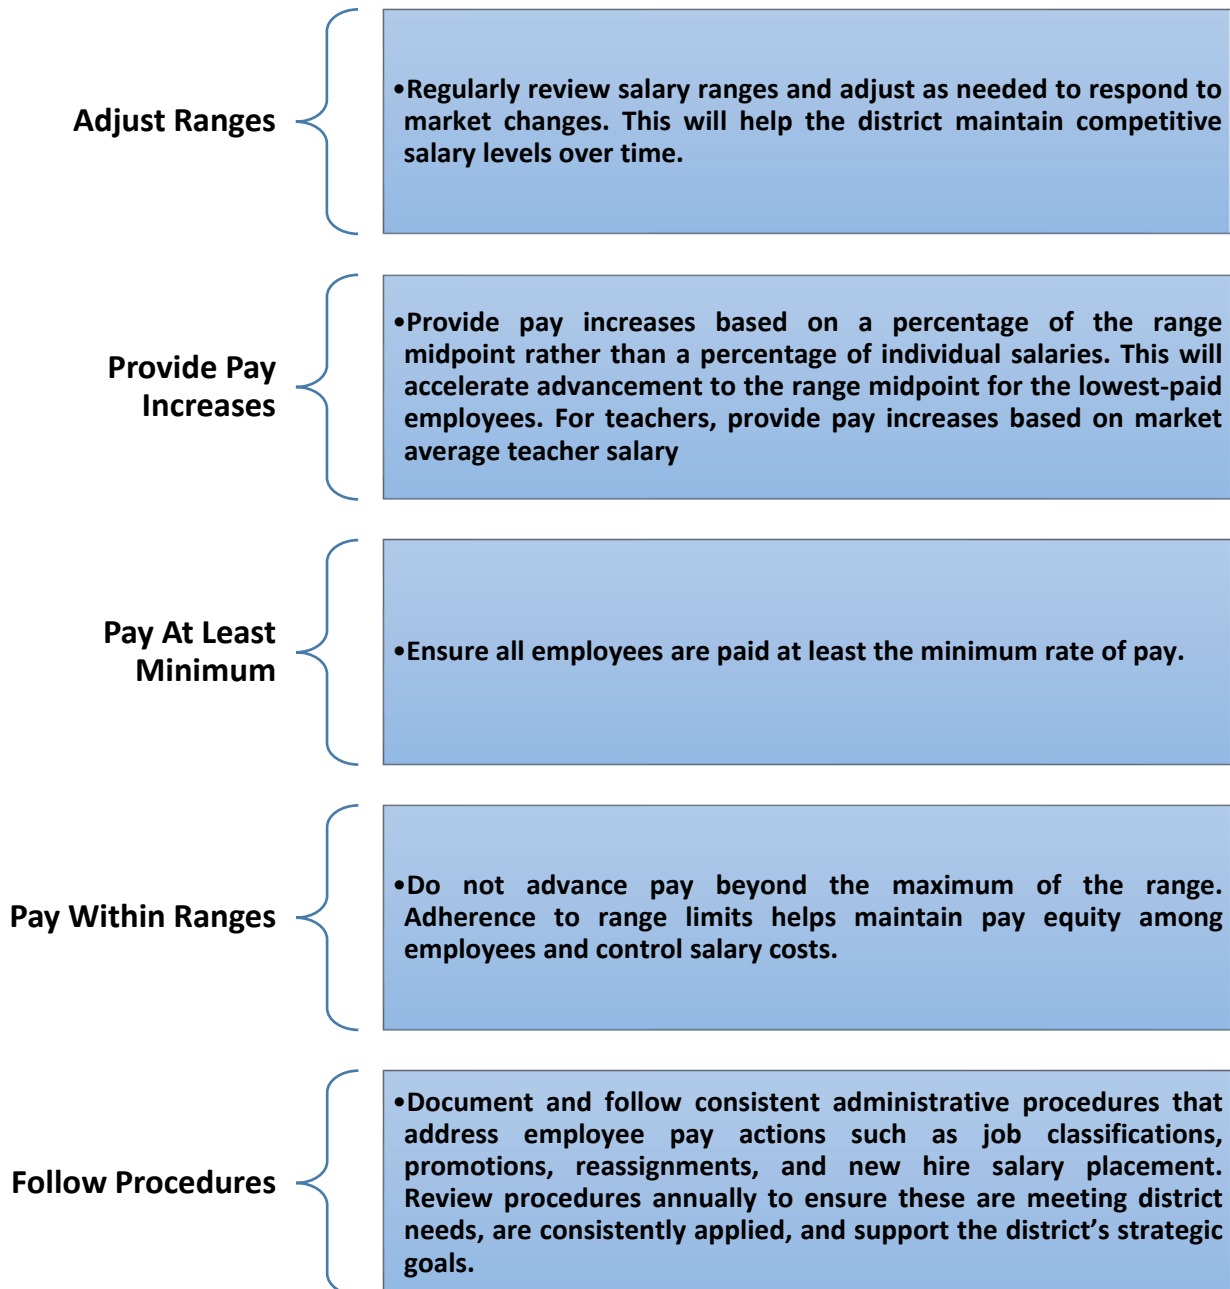 Adjust Ranges
•Regularly review salary ranges and adjust as needed to respond to
market changes. This will help the district maintain competitive
salary levels over time.
Provide Pay
Increases
•Provide pay increases based on a percentage of the range
midpoint rather than a percentage of individual salaries. This will
accelerate advancement to the range midpoint for the lowest-paid
employees. For teachers, provide pay increases based on market
average teacher salary
Pay At Least
Minimum
•Ensure all employees are paid at least the minimum rate of pay.
Pay Within Ranges
•Do not advance pay beyond the maximum of the range.
Adherence to range limits helps maintain pay equity among
employees and control salary costs.
Follow Procedures
•Document and follow consistent administrative procedures that
address employee pay actions such as job classifications,
promotions, reassignments, and new hire salary placement.
Review procedures annually to ensure these are meeting district
needs, are consistently applied, and support the district’s strategic
goals.